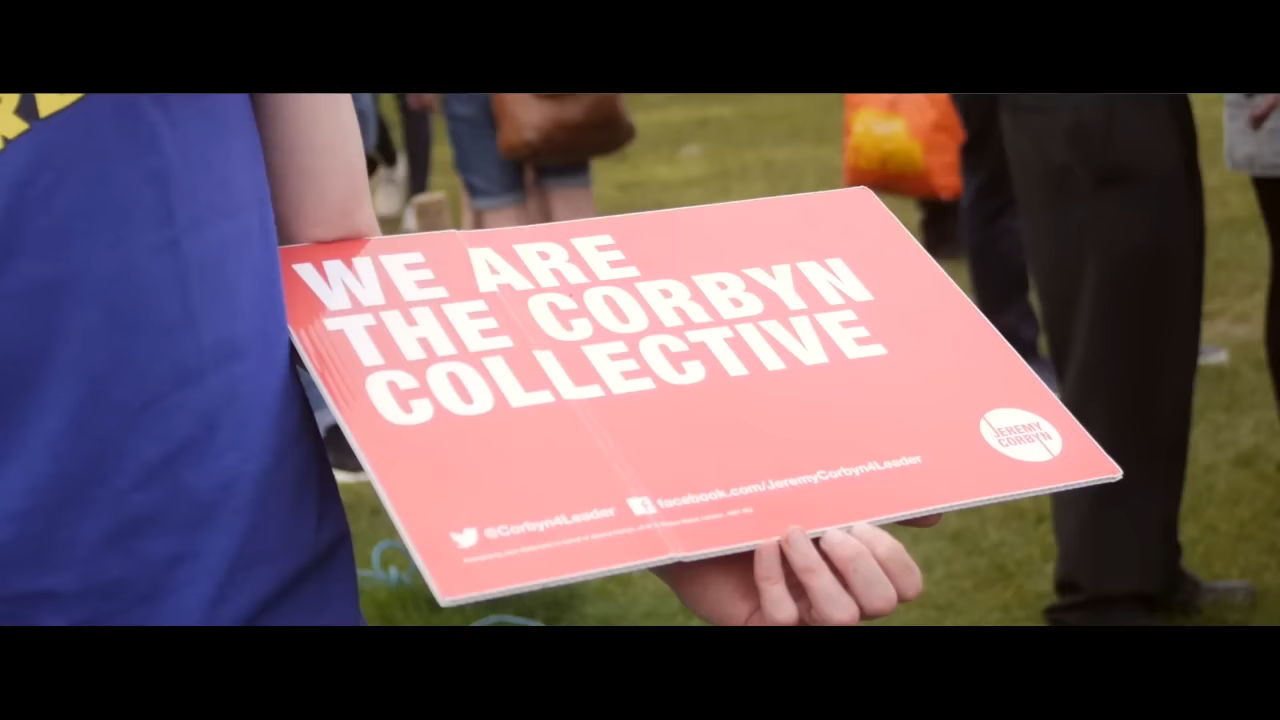 WE ARE
THE CORBYN
COLLECTIVE
JEREMY
CORBYN
@Corbyn4Leader
facebook.com/JeremyCorbyn4Leader